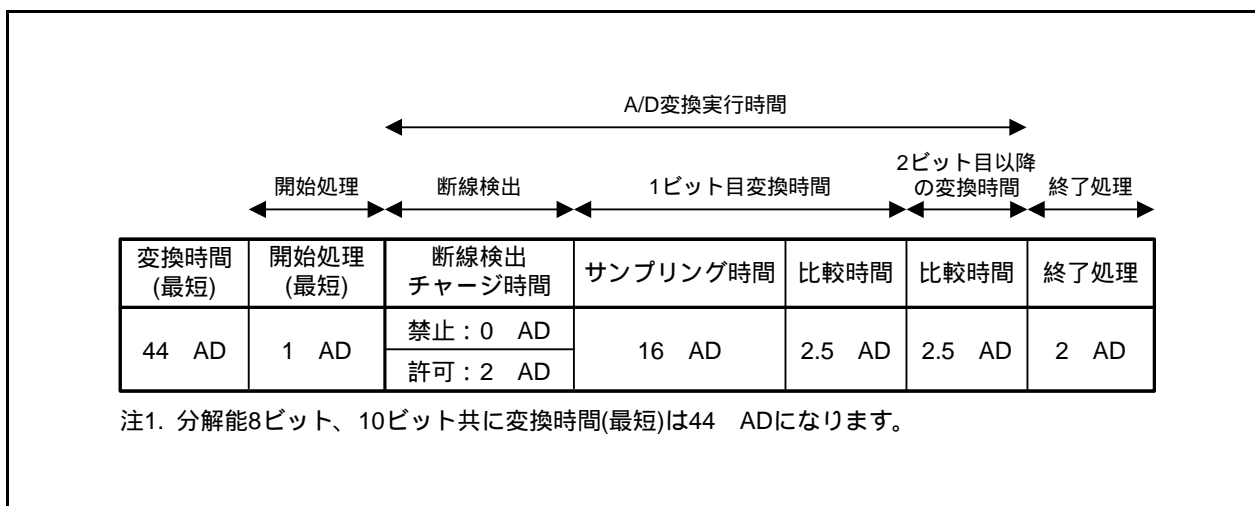 A/D変換実行時間
開始処理
断線検出
1ビット目変換時間
2ビット目以降
の変換時間
終了処理
変換時間
(最短)
開始処理
(最短)
断線検出
チャージ時間
サンプリング時間
比較時間
比較時間
終了処理
44 AD
1 AD
禁止:0 AD
許可:2 AD
16 AD
2.5 AD
2.5 AD
2 AD
注1. 分解能8ビット、10ビット共に変換時間(最短)は44 ADになります。